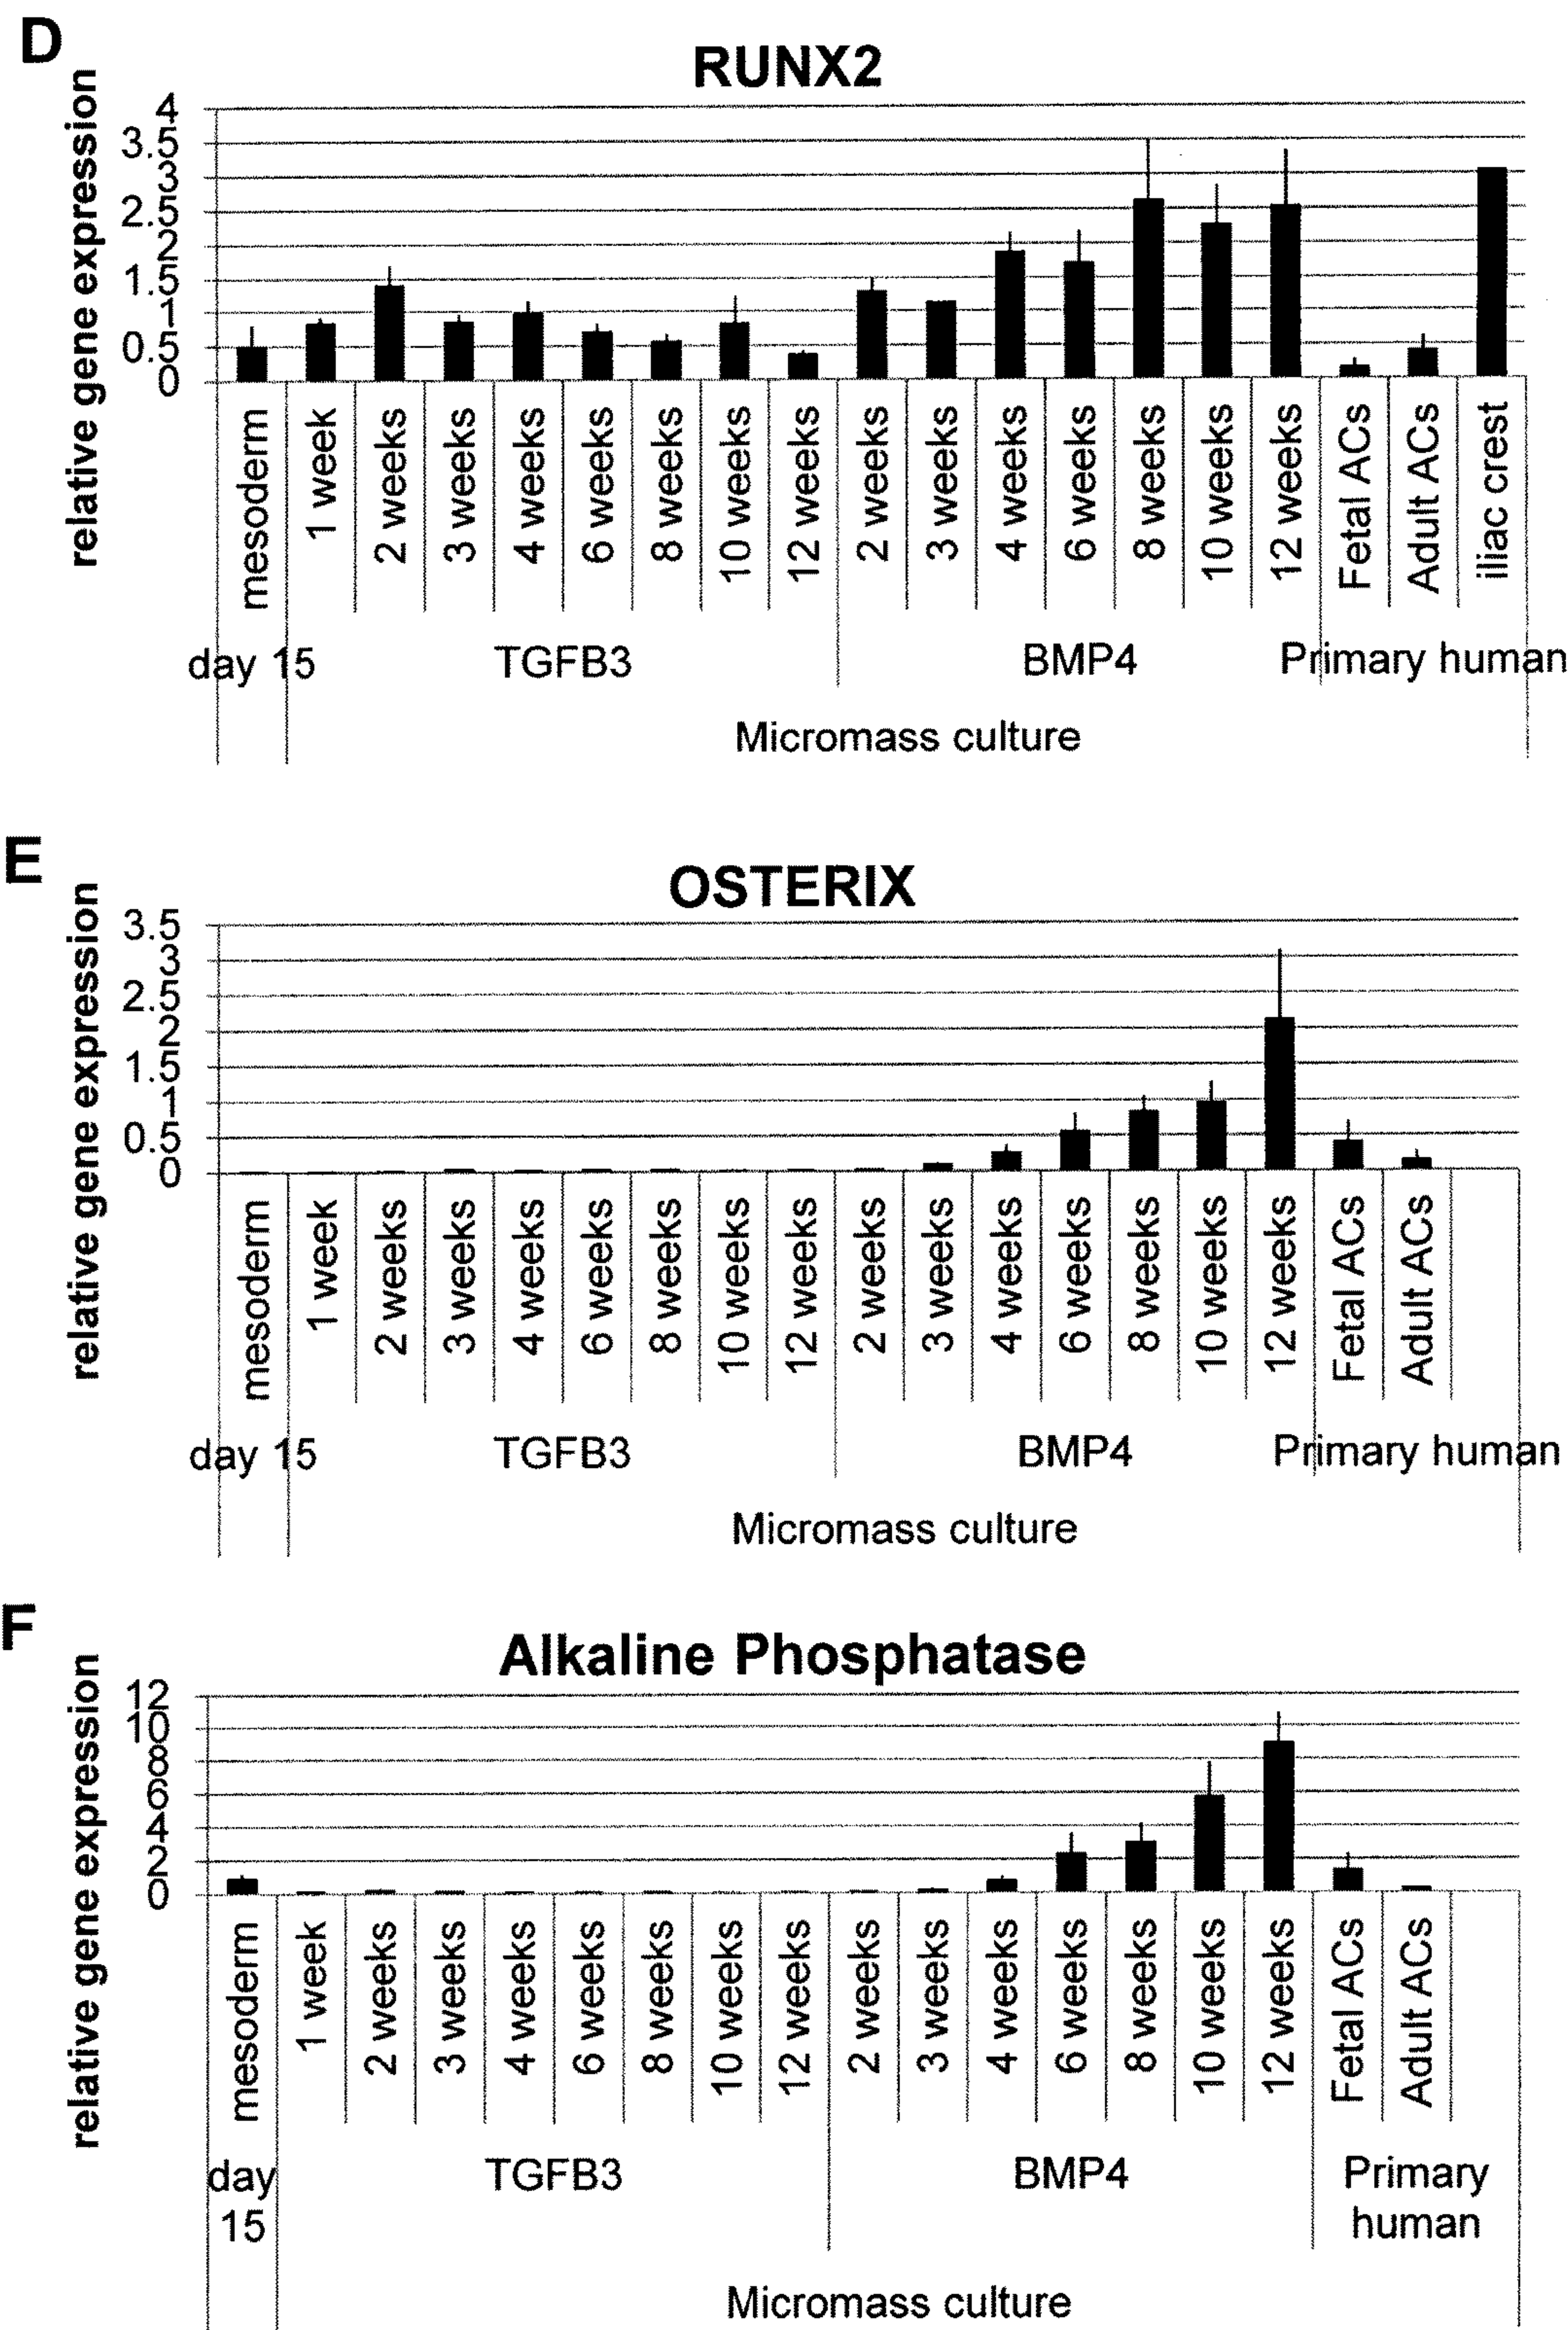 D
RUNX2
relative gene expression
4
3.5
3
2.5
2
1.5
1
0.5
0
mesoderm
1 week
2 weeks
3 weeks
4 weeks
6 weeks
8 weeks
10 weeks
12 weeks
2 weeks
3 weeks
4 weeks
6 weeks
8 weeks
10 weeks
12 weeks
Fetal ACs
Adult ACs
iliac crest
day 15
TGFB3
BMP4
Primary human
Micromass culture
E
OSTERIX
relative gene expression
3.5
3
2.5
2
1.5
1
0.5
0
mesoderm
1 week
2 weeks
3 weeks
4 weeks
6 weeks
8 weeks
10 weeks
12 weeks
2 weeks
3 weeks
4 weeks
6 weeks
8 weeks
10 weeks
12 weeks
Fetal ACs
Adult ACs
day 15
TGFB3
BMP4
Primary human
Micromass culture
F
Alkaline Phosphatase
relative gene expression
12
10
8
6
4
2
0
mesoderm
1 week
2 weeks
3 weeks
4 weeks
6 weeks
8 weeks
10 weeks
12 weeks
2 weeks
3 weeks
4 weeks
6 weeks
8 weeks
10 weeks
12 weeks
Fetal ACs
Adult ACs
day
15
TGFB3
BMP4
Primary
human
Micromass culture